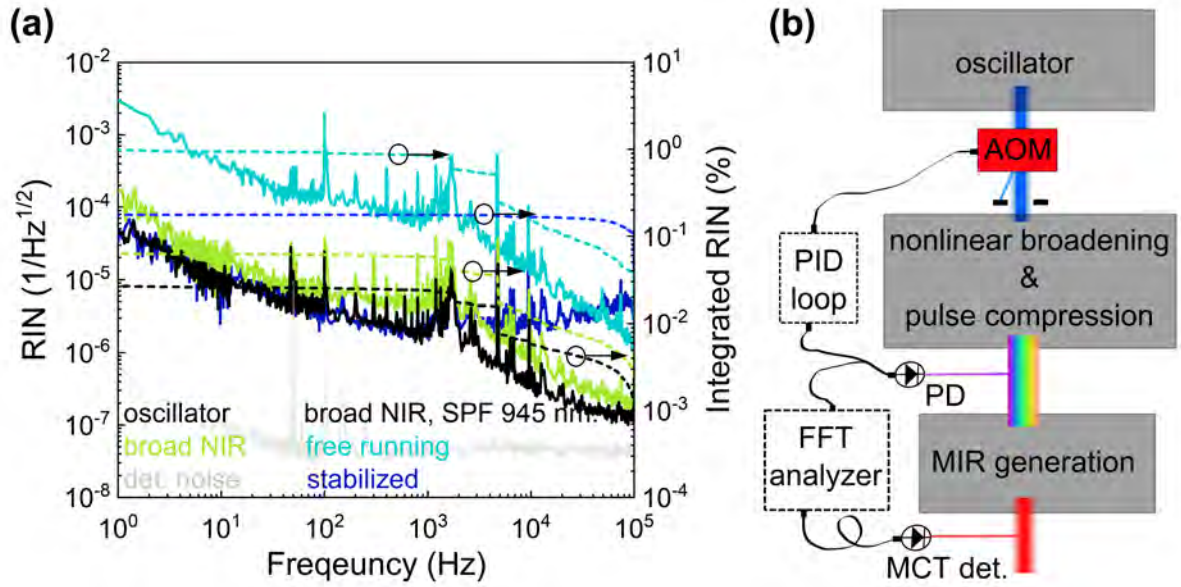 (a)
10^-2
10^-3
10^-4
10^-5
10^-6
10^-7
10^-8
RIN (1/Hz^1/2)
10^1
10^0
10^-1
10^-2
10^-3
10^-4
Integrated RIN (%)
oscillator
broad NIR, SPF 945 nm:
broad NIR
free running
det. noise
stabilized
10^0
10^1
10^2
10^3
10^4
10^5
Freqeuncy (Hz)
(b)
oscillator
AOM
PID
loop
nonlinear broadening
&
pulse compression
PD
FFT
analyzer
MIR generation
MCT det.